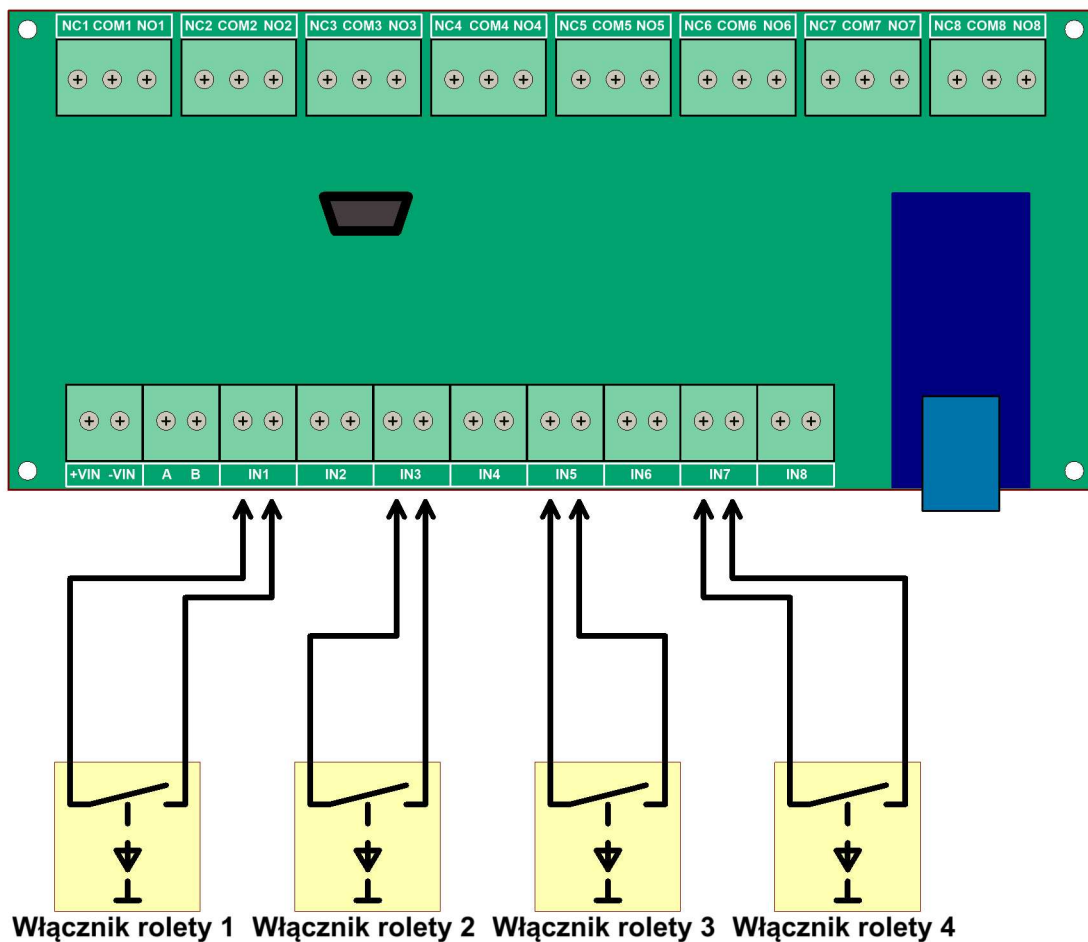 NC1 COM1 NO1 NC2 COM2 NO2 NC3 COM3 NO3 NC4 COM4 NO4 NC5 COM5 NO5 NC6 COM6 NO6 NC7 COM7 NO7 NC8 COM8 NO8
+VIN -VIN A B IN1 IN2 IN3 IN4 IN5 IN6 IN7 IN8
Włącznik rolety 1 Włącznik rolety 2 Włącznik rolety 3 Włącznik rolety 4